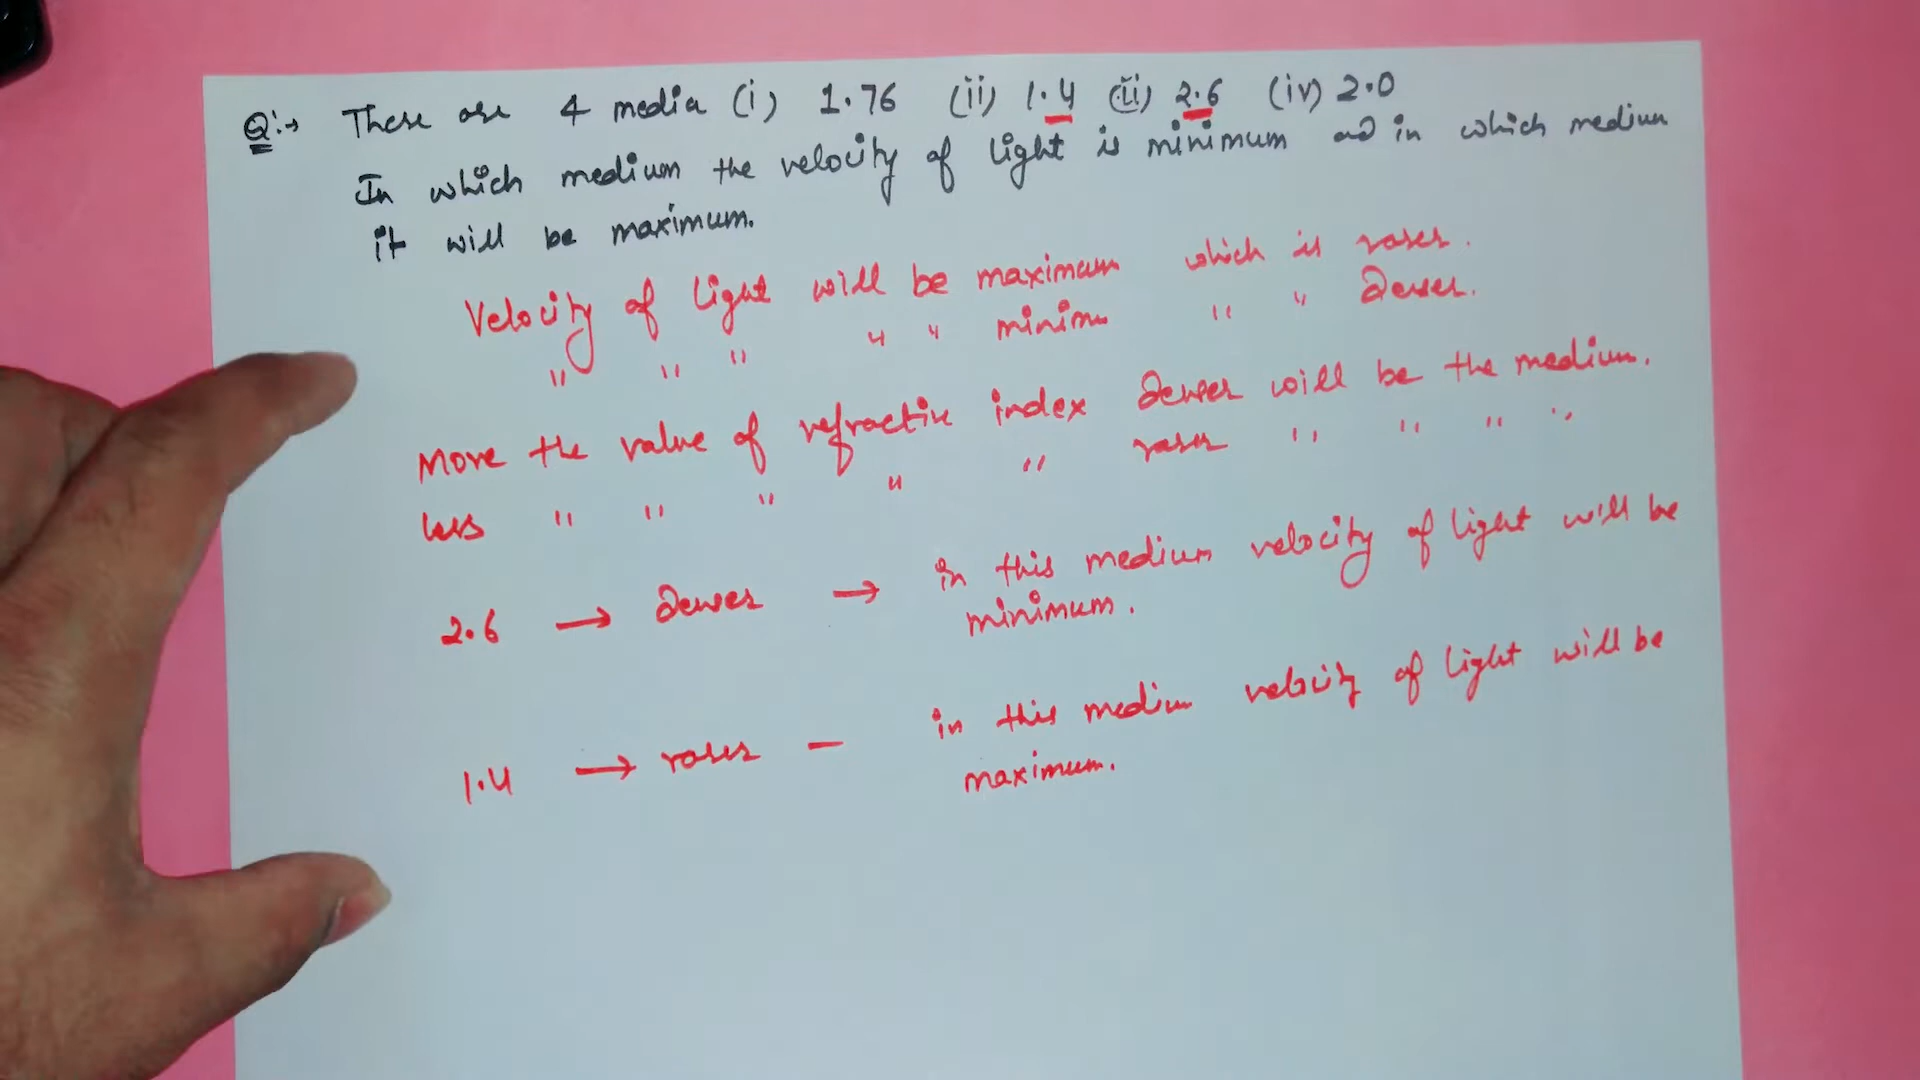 Q:→ There are 4 media (i) 1.76 (ii) 1.4 (iii) 2.6 (iv) 2.0
In which medium the velocity of light is minimum and in which medium
it will be maximum.
Velocity of light will be maximum which is rarer.
" " " " " minimu " " denser.
More the value of refractive index denser will be the medium.
less " " " " " rarer " " " "
2.6 → denser → in this medium velocity of light will be
minimum.
1.4 → rarer — in this medium velocity of light will be
maximum.